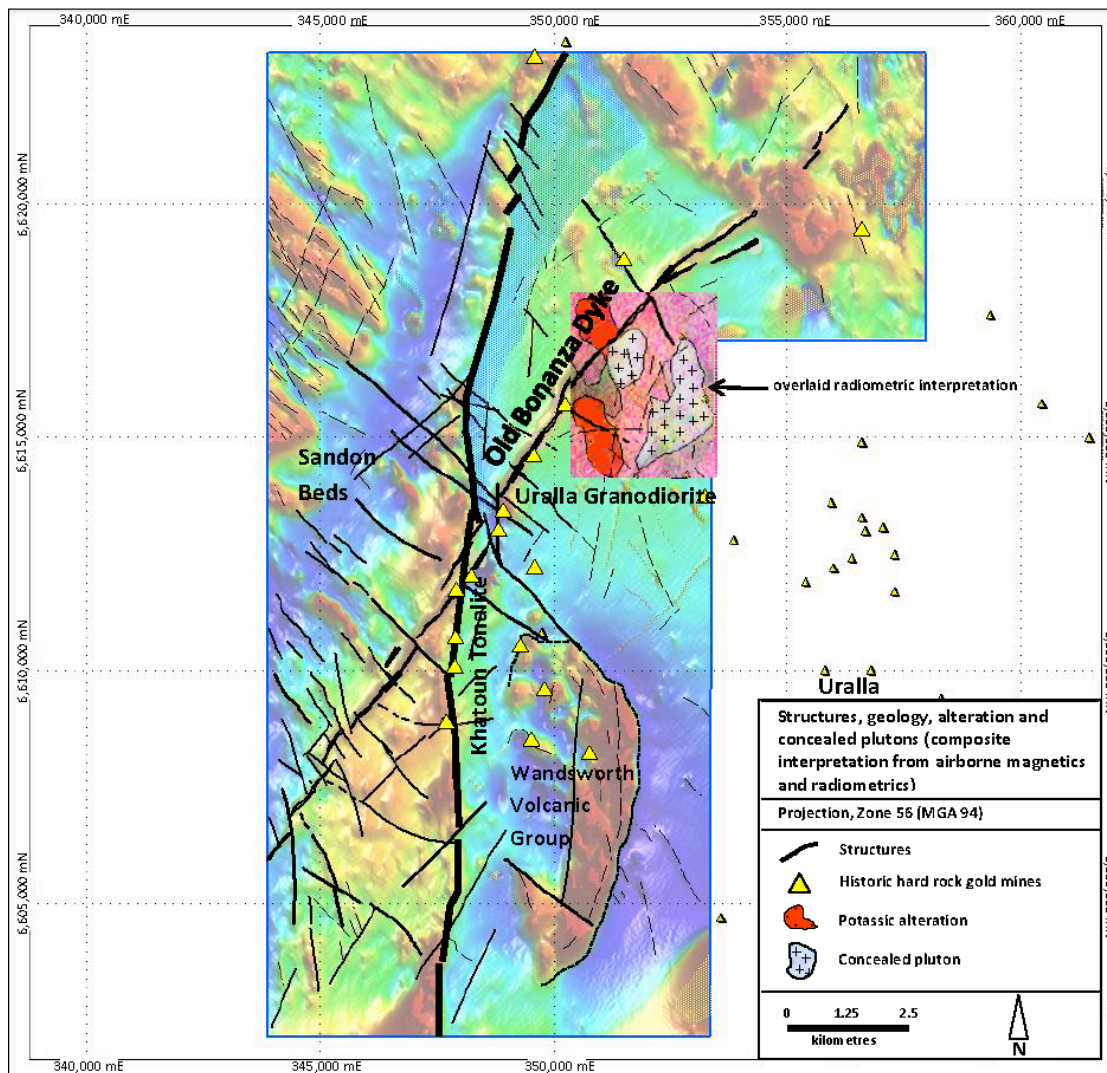 340,000 mE
345,000 mE
350,000 mE
355,000 mE
360,000 mE
6,620,000 mN
6,615,000 mN
6,610,000 mN
6,605,000 mN
Old Bonanza Dyke
overlaid radiometric interpretation
Sandon
Beds
Uralla Granodiorite
Khatoun Tonalite
Wandsworth
Volcanic
Group
Uralla
Structures, geology, alteration and
concealed plutons (composite
interpretation from airborne magnetics
and radiometrics)
Projection, Zone 56 (MGA 94)
Structures
Historic hard rock gold mines
Potassic alteration
Concealed pluton
0 1.25 2.5
kilometres
N
340,000 mE
345,000 mE
350,000 mE